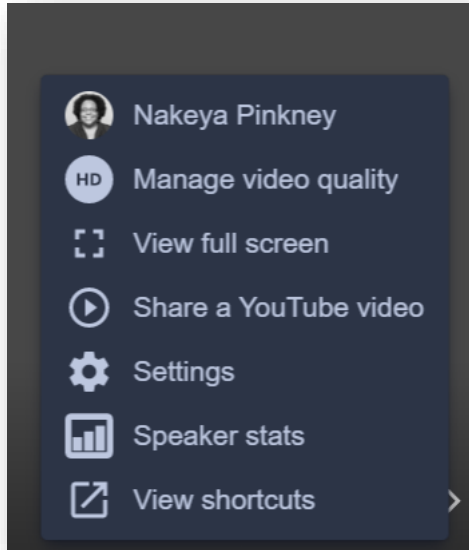 Nakeya Pinkney
HD
Manage video quality
View full screen
Share a YouTube video
Settings
Speaker stats
View shortcuts